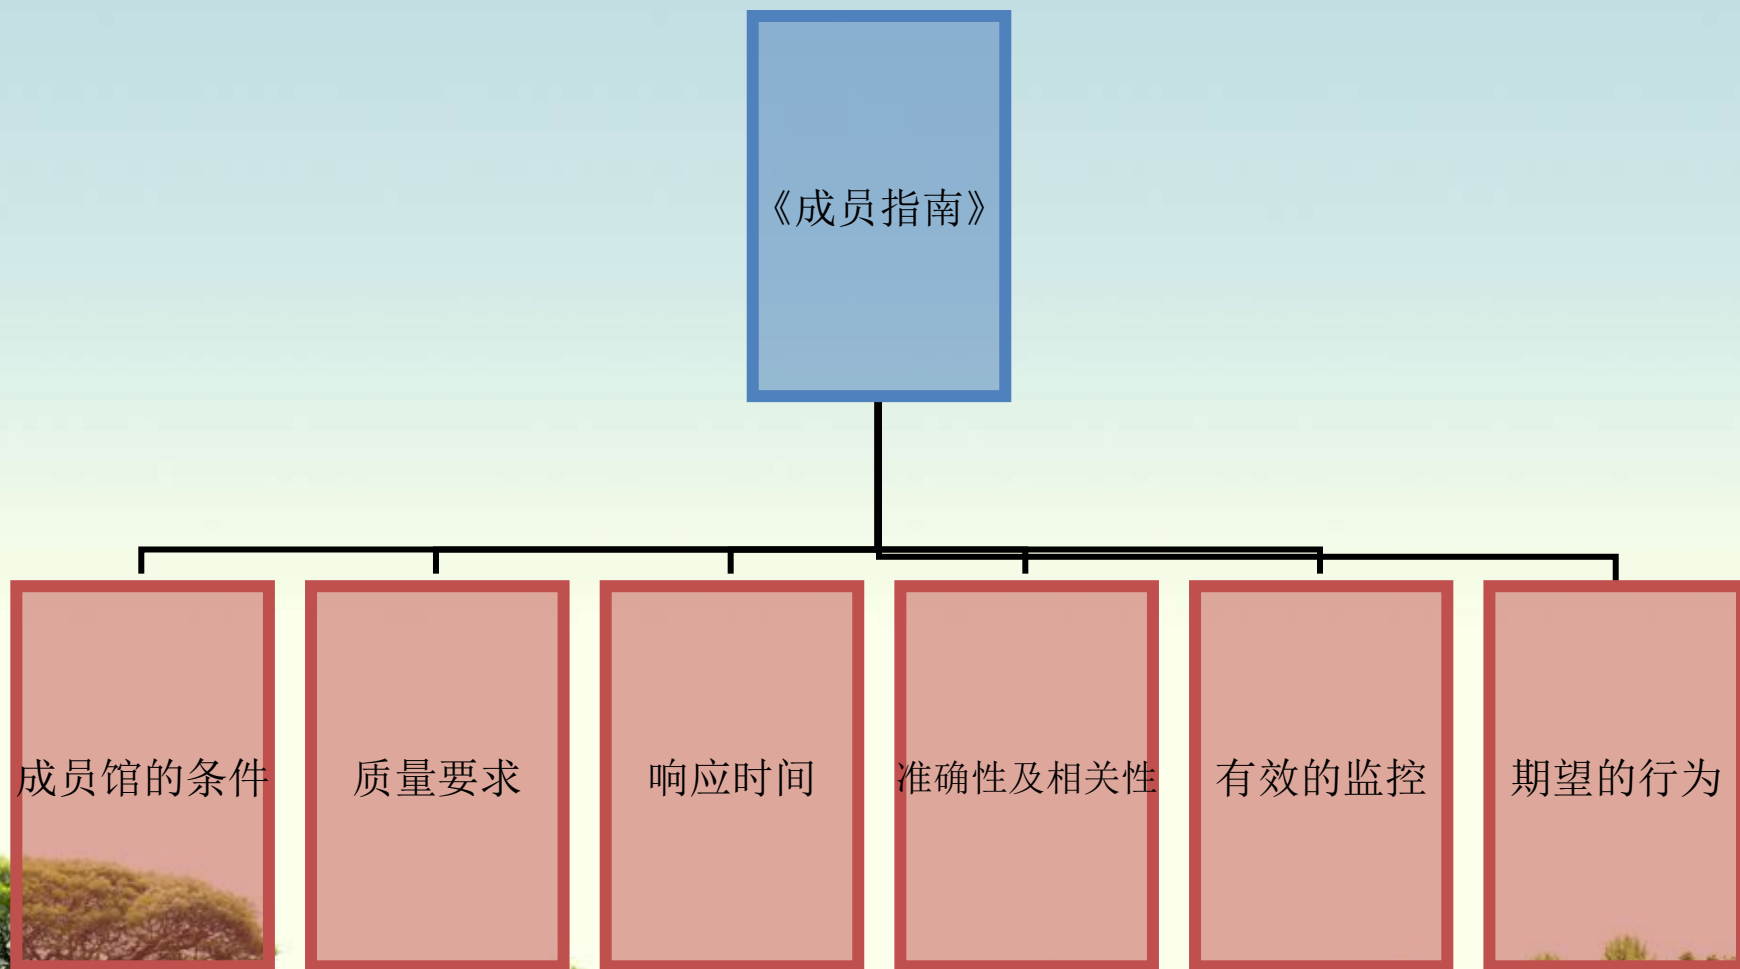 《成员指南》
成员馆的条件
质量要求
响应时间
准确性及相关性
有效的监控
期望的行为